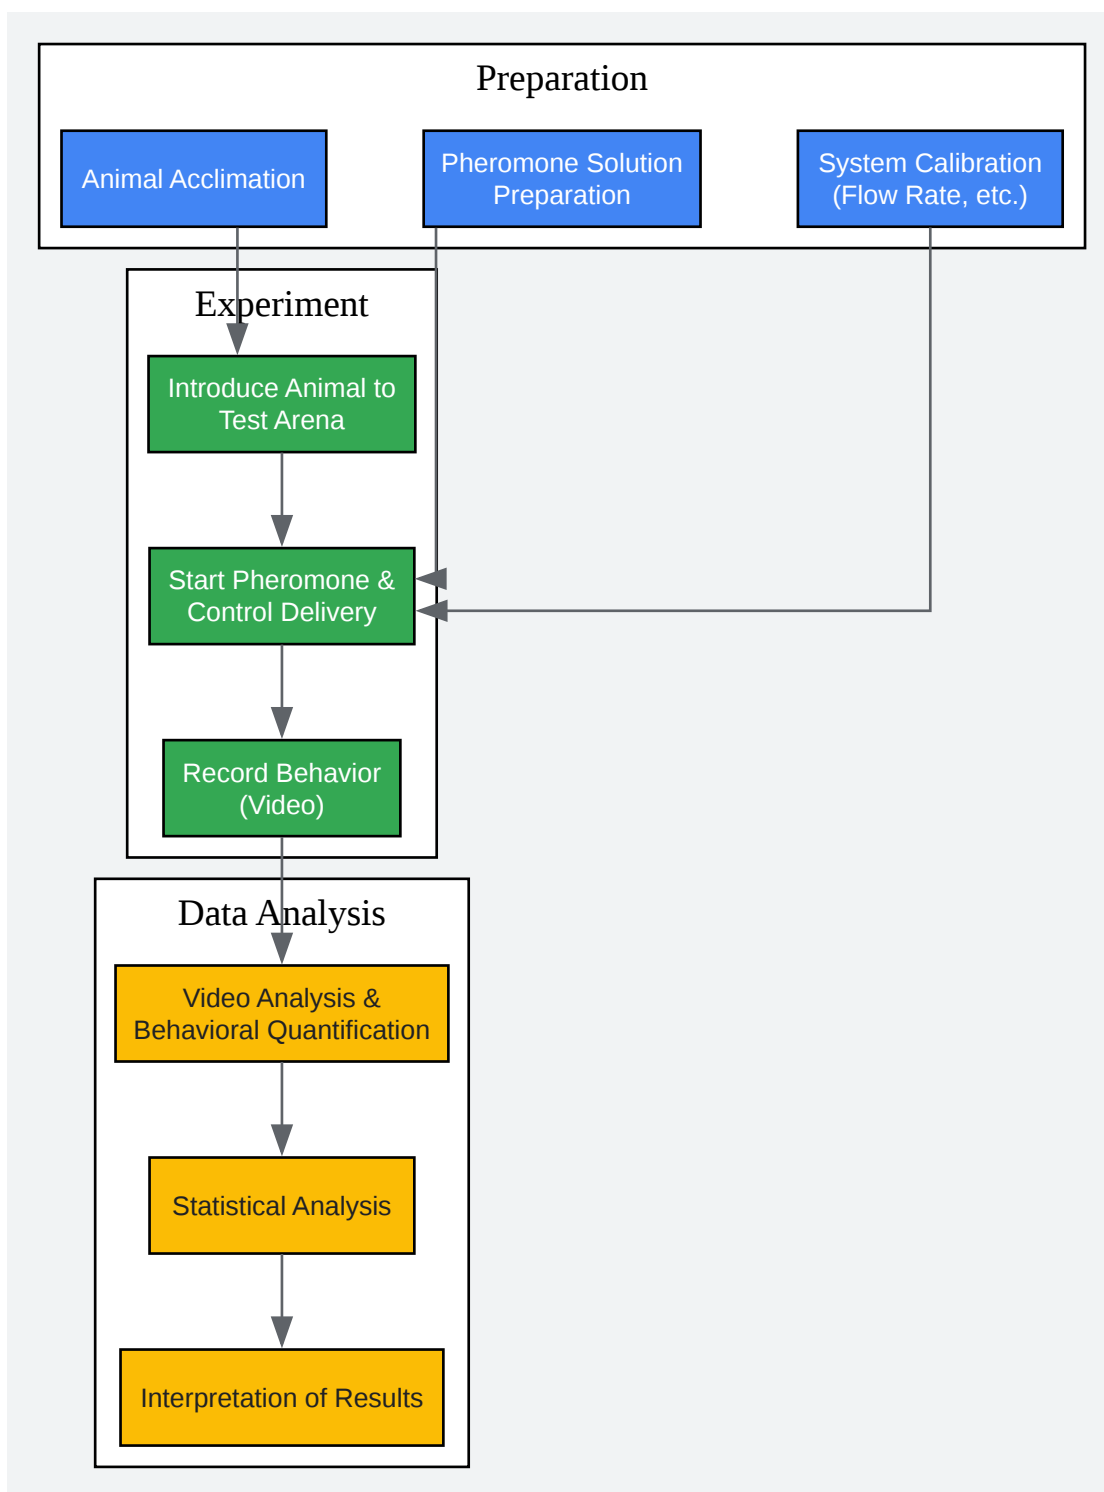 Preparation
Animal Acclimation
Pheromone Solution
Preparation
System Calibration
(Flow Rate, etc.)
Experiment
Introduce Animal to
Test Arena
Start Pheromone &
Control Delivery
Record Behavior
(Video)
Data Analysis
Video Analysis &
Behavioral Quantification
Statistical Analysis
Interpretation of Results